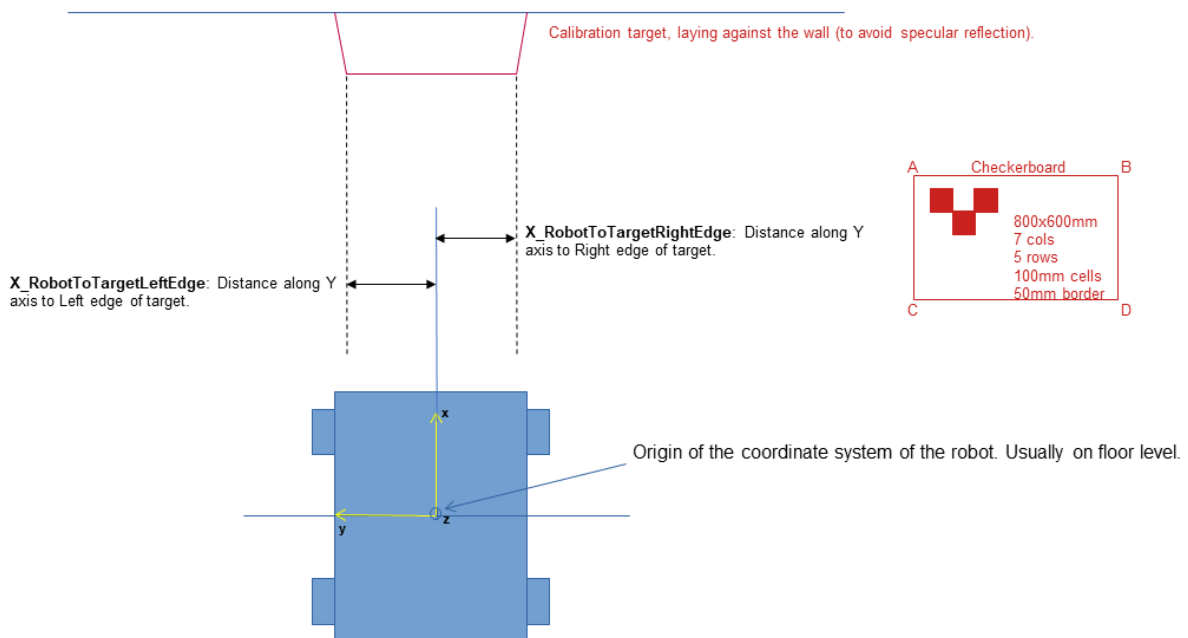 Calibration target, laying against the wall (to avoid specular reflection).
A
Checkerboard
B
800x600mm
7 cols
5 rows
100mm cells
50mm border
C
D
X_RobotToTargetRightEdge: Distance along Y
axis to Right edge of target.
X_RobotToTargetLeftEdge: Distance along Y
axis to Left edge of target.
x
Origin of the coordinate system of the robot. Usually on floor level.
y
z